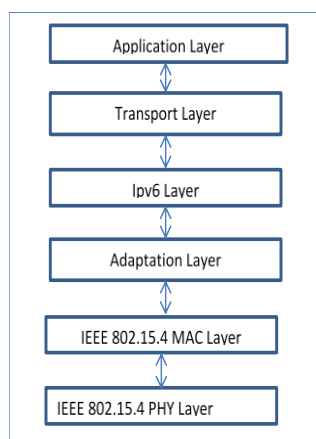 Application Layer
Transport Layer
Ipv6 Layer
Adaptation Layer
IEEE 802.15.4 MAC Layer
IEEE 802.15.4 PHY Layer